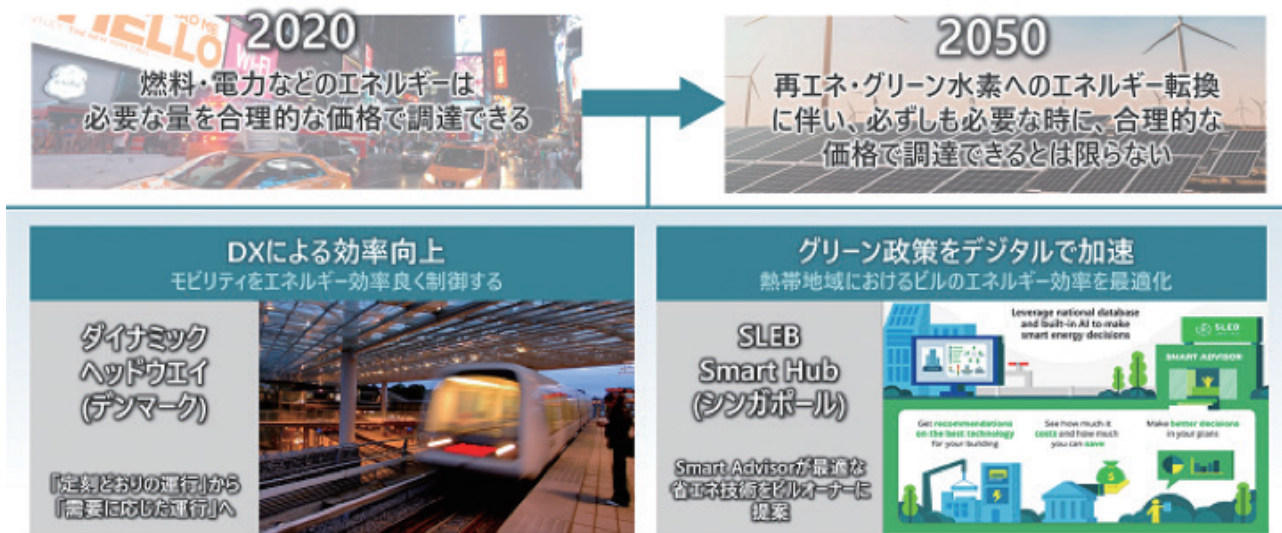 HELLO
2020
燃料・電力などのエネルギーは
必要な量を合理的な価格で調達できる
2050
再エネ・グリーン水素へのエネルギー転換
に伴い、必ずしも必要な時に、合理的な
価格で調達できるとは限らない
DXによる効率向上
モビリティをエネルギー効率良く制御する
ダイナミック
ヘッドウエイ
(デンマーク)
「定刻どおりの運行」から
「需要に応じた運行」へ
グリーン政策をデジタルで加速
熱帯地域におけるビルのエネルギー効率を最適化
SLEB
Smart Hub
(シンガポール)
Smart Advisorが最適な
省エネ技術をビルオーナーに
提案
Leverage national database
and built-in AI to make
smart energy decisions
SLEB
SMART ADVISOR
Get recommendations
on the best technology
for your building
See how much it
costs and how much
you can save
Make better decisions
in your plans